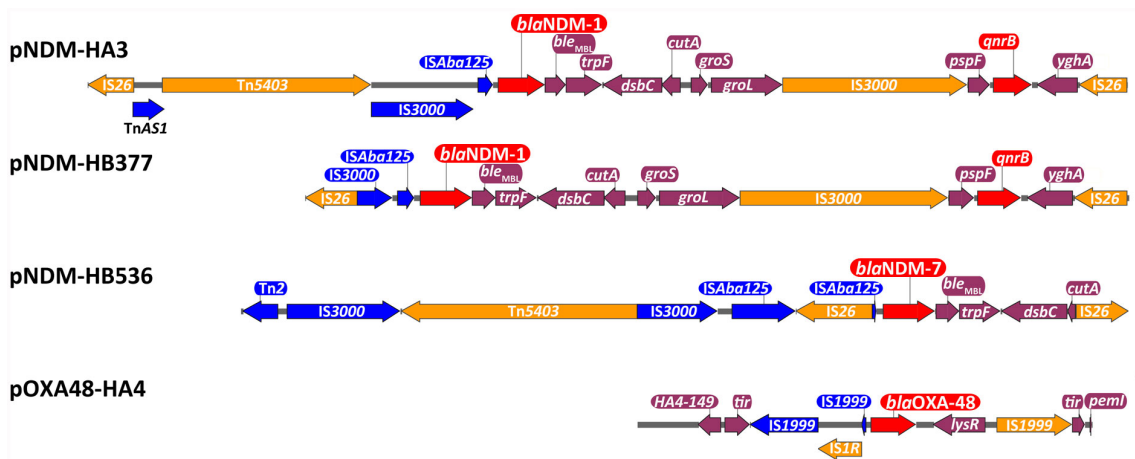 blaNDM-1
pNDM-HA3
bleMBL
cutA
qnrB
ISAba125
trpF
groS
pspF
yghA
IS26
Tn5403
dsbC
groL
IS3000
IS26
TnAS1
IS3000
pNDM-HB377
ISAba125
blaNDM-1
qnrB
IS3000
bleMBL
cutA
groS
pspF
yghA
IS26
trpF
dsbC
groL
IS3000
IS26
pNDM-HB536
blaNDM-7
Tn2
ISAba125
ISAba125
bleMBL
cutA
IS3000
Tn5403
IS3000
IS26
trpF
dsbC
IS26
pOXA48-HA4
HA4-149
tir
IS1999
blaOXA-48
tir
pemI
IS1999
lysR
IS1999
IS1R